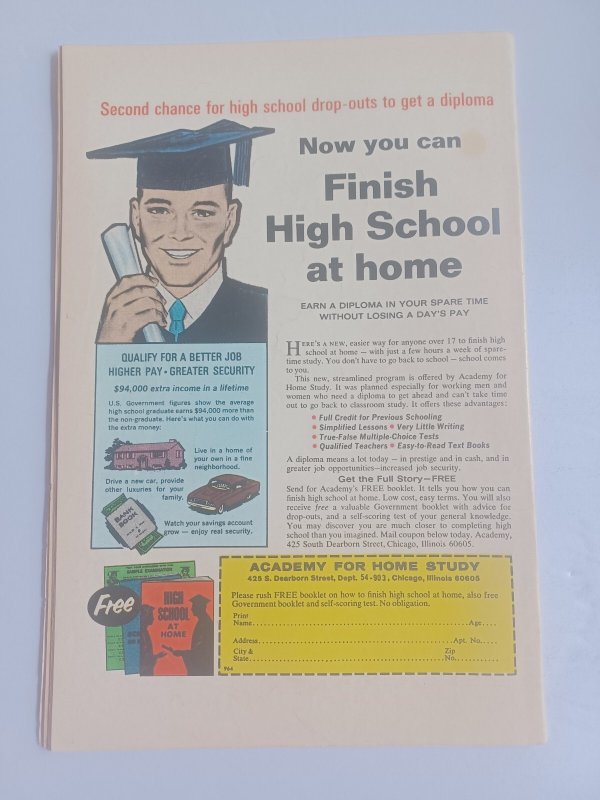 Second chance for high school drop-outs to get a diploma
Now you can
Finish
High School
at home
EARN A DIPLOMA IN YOUR SPARE TIME
WITHOUT LOSING A DAY'S PAY
QUALIFY FOR A BETTER JOB
HIGHER PAY • GREATER SECURITY
$94,000 extra income in a lifetime
U.S. Government figures show the average
high school graduate earns $94,000 more than
the non-graduate. Here's what you can do with
the extra money:
Live in a home of
your own in a fine
neighborhood.
Drive a new car, provide
other luxuries for your
family.
BANK
BOOK
Watch your savings account
grow — enjoy real security.
HERE'S A NEW, easier way for anyone over 17 to finish high
school at home — with just a few hours a week of spare-
time study. You don't have to go back to school — school comes
to you.
This new, streamlined program is offered by Academy for
Home Study. It was planned especially for working men and
women who need a diploma to get ahead and can't take time
out to go back to classroom study. It offers these advantages:
• Full Credit for Previous Schooling
• Simplified Lessons • Very Little Writing
• True-False Multiple-Choice Tests
• Qualified Teachers • Easy-to-Read Text Books
A diploma means a lot today — in prestige and in cash, and in
greater job opportunities—increased job security.
Get the Full Story—FREE
Send for Academy's FREE booklet. It tells you how you can
finish high school at home. Low cost, easy terms. You will also
receive free a valuable Government booklet with advice for
drop-outs, and a self-scoring test of your general knowledge.
You may discover you are much closer to completing high
school than you imagined. Mail coupon below today. Academy,
425 South Dearborn Street, Chicago, Illinois 60605.
Free
SAMPLE EXAMINATION
HIGH
SCHOOL
AT
HOME
ACADEMY FOR HOME STUDY
425 S. Dearborn Street, Dept. 54-903, Chicago, Illinois 60605
Please rush FREE booklet on how to finish high school at home, also free
Government booklet and self-scoring test. No obligation.
Print
Name Age
Address Apt. No.
City & Zip
State No.
964